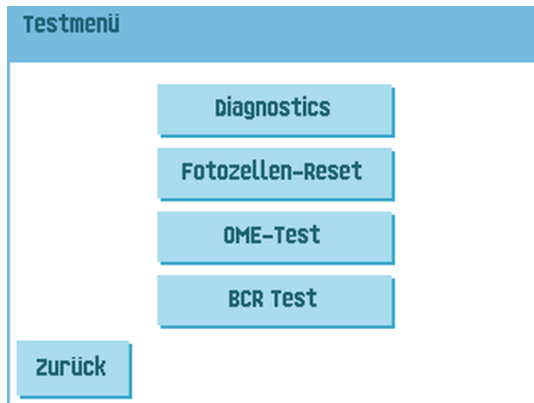 Testmenü
Diagnostics
Fotozellen-Reset
OME-Test
BCR Test
Zurück